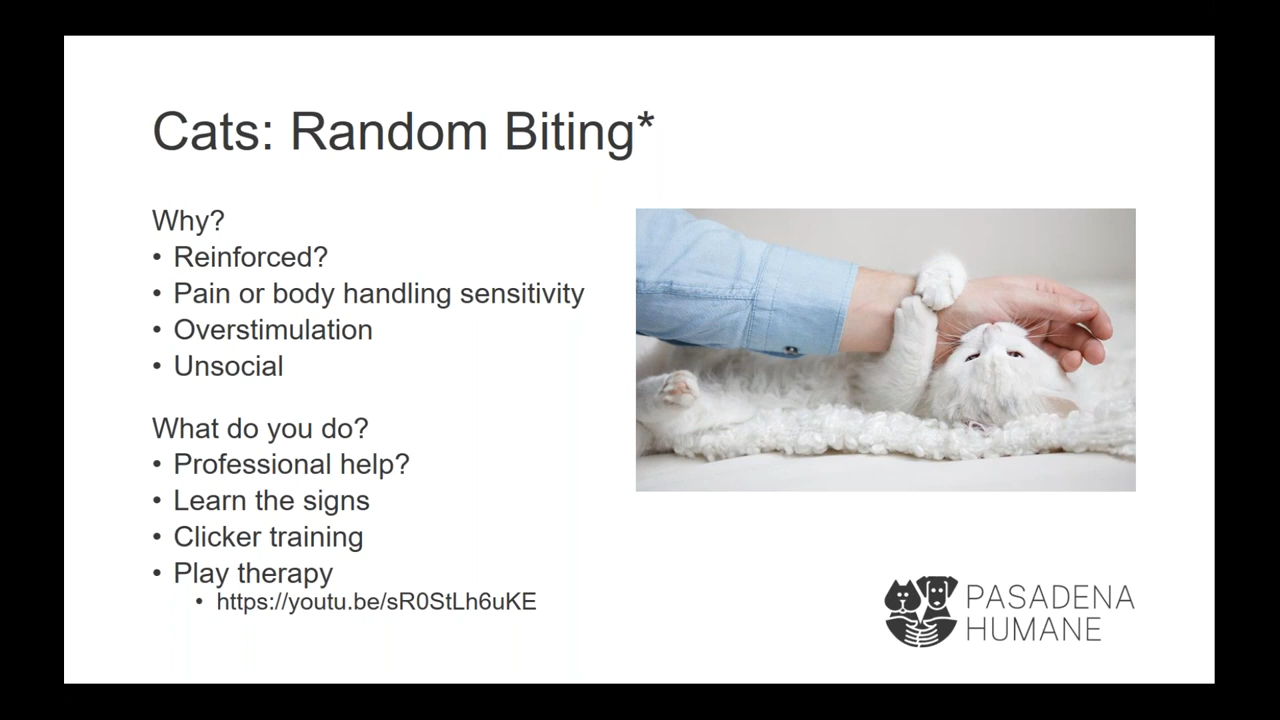 Cats: Random Biting*
Why?
• Reinforced?
• Pain or body handling sensitivity
• Overstimulation
• Unsocial
What do you do?
• Professional help?
• Learn the signs
• Clicker training
• Play therapy
• https://youtu.be/sR0StLh6uKE
PASADENA
HUMANE